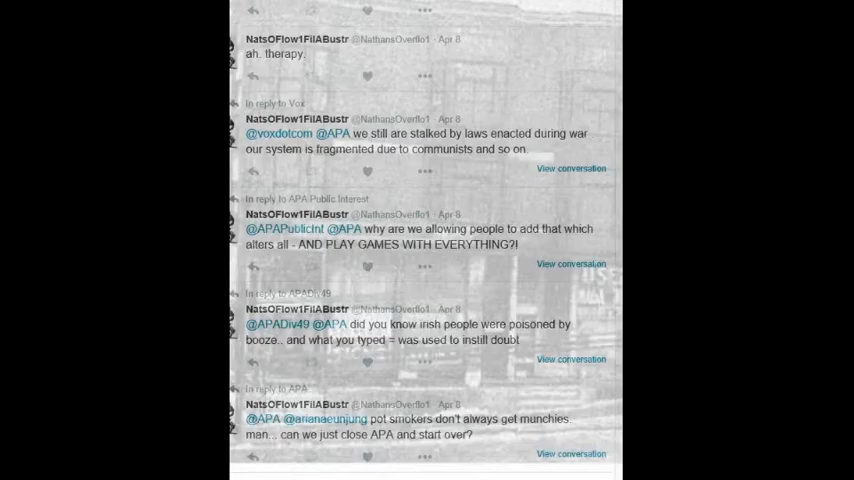 NatsOFlow1FilABustr @NathansOverflo1 · Apr 8
ah. therapy.
In reply to Vox
NatsOFlow1FilABustr @NathansOverflo1 · Apr 8
@voxdotcom @APA we still are stalked by laws enacted during war
our system is fragmented due to communists and so on.
View conversation
In reply to APA Public Interest
NatsOFlow1FilABustr @NathansOverflo1 · Apr 8
@APAPublicInt @APA why are we allowing people to add that which
alters all - AND PLAY GAMES WITH EVERYTHING?!
View conversation
In reply to APADiv49
NatsOFlow1FilABustr @NathansOverflo1 · Apr 8
@APADiv49 @APA did you know irish people were poisoned by
booze.. and what you typed = was used to instill doubt
View conversation
In reply to APA
NatsOFlow1FilABustr @NathansOverflo1 · Apr 8
@APA @arianaeunjung pot smokers don't always get munchies.
man... can we just close APA and start over?
View conversation